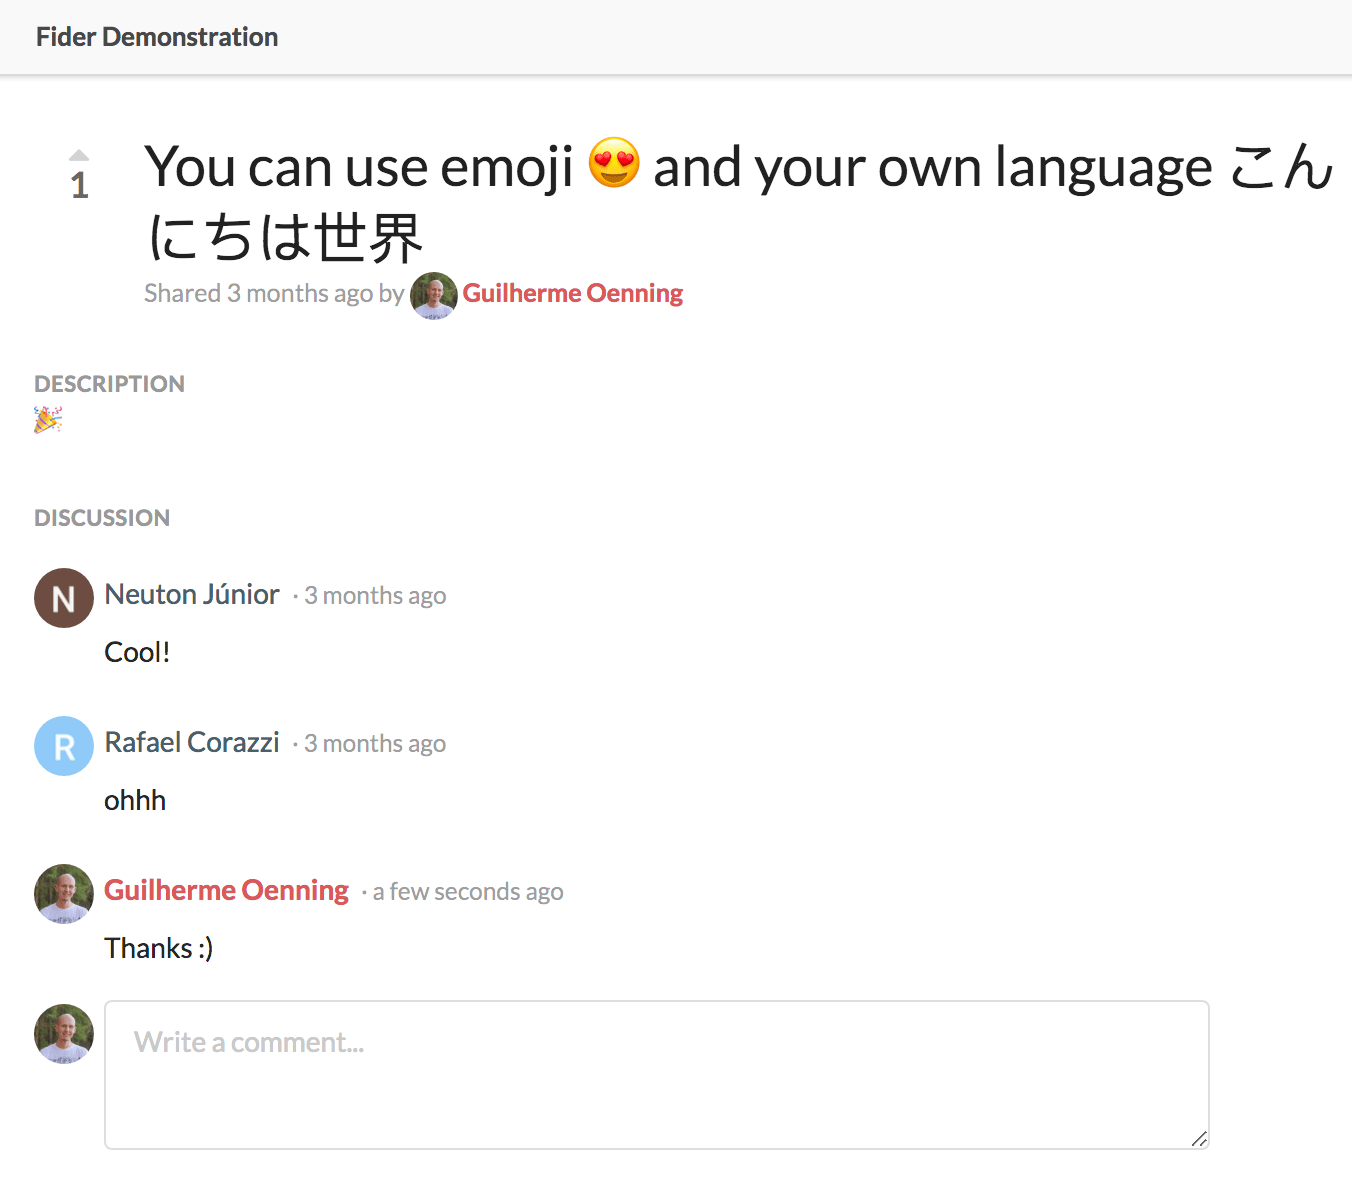 Fider Demonstration
1
You can use emoji 😍 and your own language こん
にちは世界
Shared 3 months ago by Guilherme Oenning
DESCRIPTION
🎉
DISCUSSION
N
Neuton Júnior · 3 months ago
Cool!
R
Rafael Corazzi · 3 months ago
ohhh
Guilherme Oenning · a few seconds ago
Thanks :)
Write a comment...